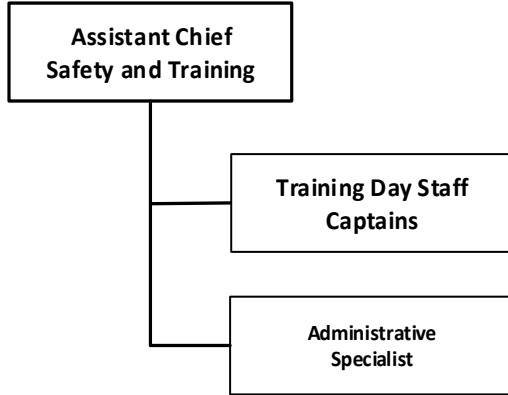 Assistant Chief
Safety and Training
Training Day Staff
Captains
Administrative
Specialist